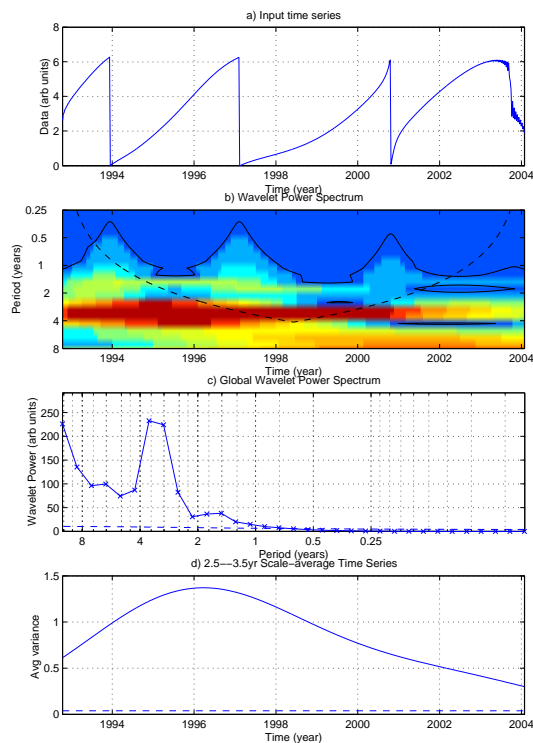 a) Input time series
8
6
4
2
0
Data (arb units)
1994 1996 1998 2000 2002 2004
Time (year)
b) Wavelet Power Spectrum
0.25
0.5
1
2
4
8
Period (years)
1994 1996 1998 2000 2002 2004
Time (year)
c) Global Wavelet Power Spectrum
250
200
150
100
50
0
Wavelet Power (arb units)
8 4 2 1 0.5 0.25
Period (years)
d) 2.5−−3.5yr Scale−average Time Series
1.5
1
0.5
0
Avg variance
1994 1996 1998 2000 2002 2004
Time (year)